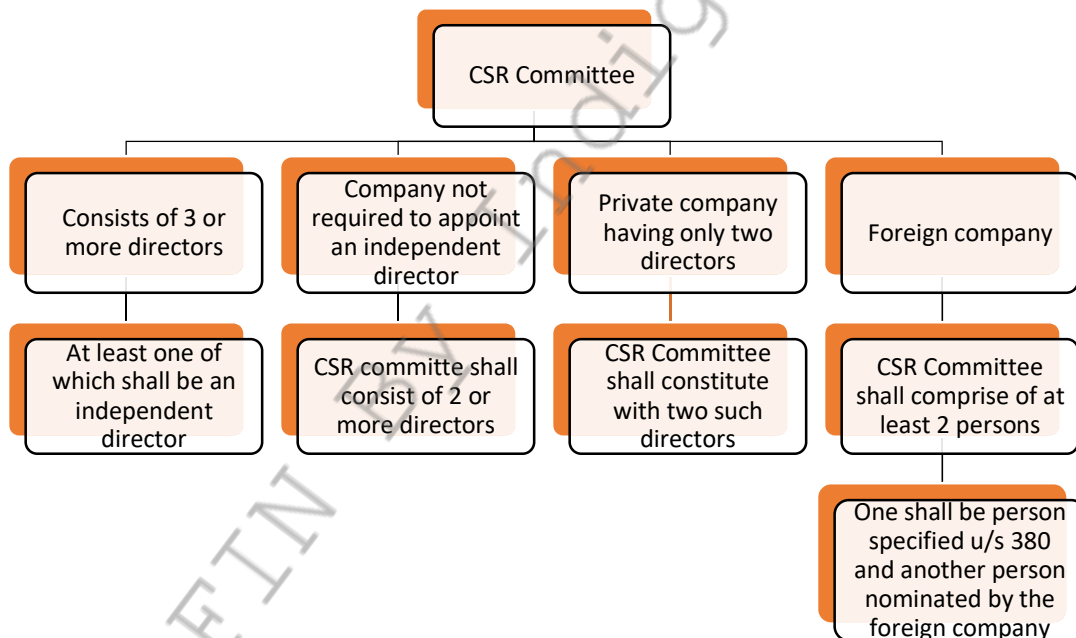 CSR Committee
Consists of 3 or
more directors
Company not
required to appoint
an independent
director
Private company
having only two
directors
Foreign company
At least one of
which shall be an
independent
director
CSR committe shall
consist of 2 or
more directors
CSR Committee
shall constitute
with two such
directors
CSR Committee
shall comprise of at
least 2 persons
One shall be person
specified u/s 380
and another person
nominated by the
foreign company
FIN By Indig